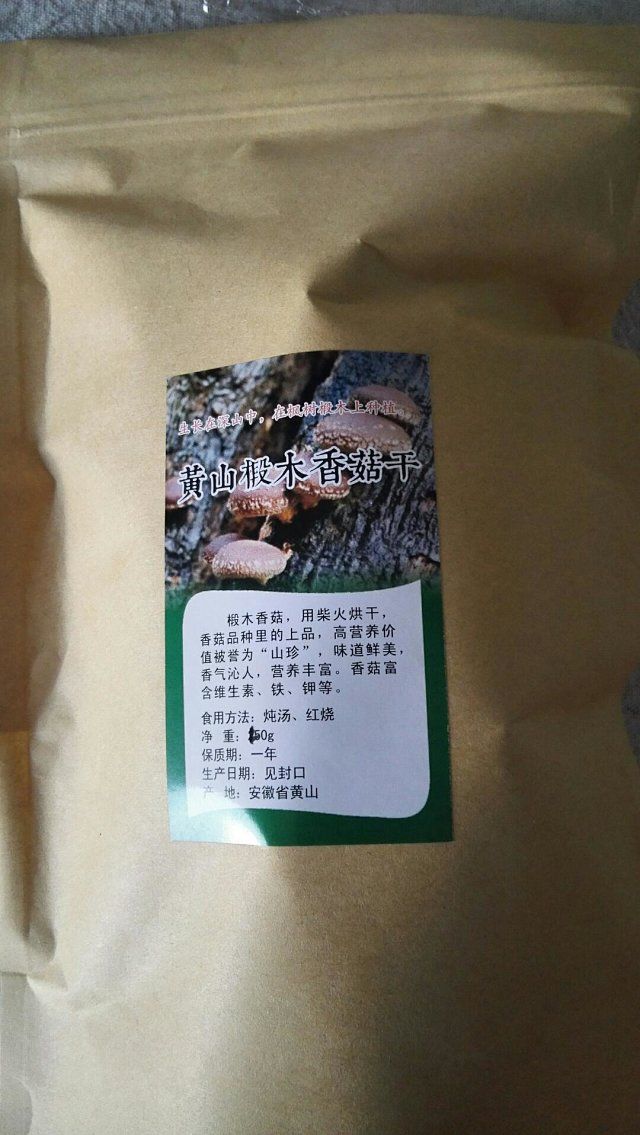 生长在深山中，在枫树椴木上种植。
黄山椴木香菇干
椴木香菇，用柴火烘干，
香菇品种里的上品，高营养价
值被誉为“山珍”，味道鲜美，
香气沁人，营养丰富。香菇富
含维生素、铁、钾等。
食用方法：炖汤、红烧
净 重：50g
保质期：一年
生产日期：见封口
产 地：安徽省黄山